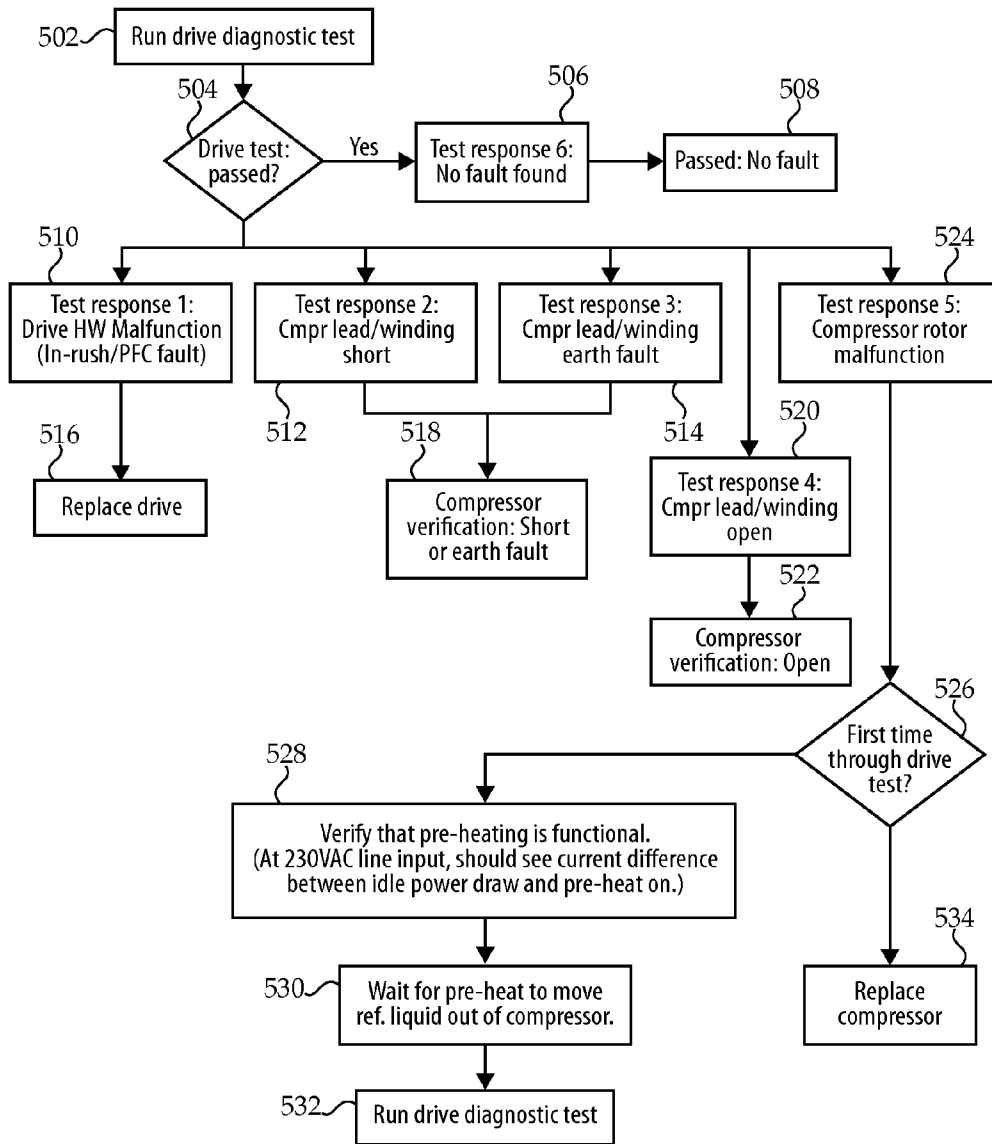 502
Run drive diagnostic test
504
Drive test:
passed?
Yes
506
Test response 6:
No fault found
508
Passed: No fault
510
Test response 1:
Drive HW Malfunction
(In-rush/PFC fault)
Test response 2:
Cmpr lead/winding
short
512
Test response 3:
Cmpr lead/winding
earth fault
514
524
Test response 5:
Compressor rotor
malfunction
516
Replace drive
518
Compressor
verification: Short
or earth fault
520
Test response 4:
Cmpr lead/winding
open
522
Compressor
verification: Open
526
First time
through drive
test?
528
Verify that pre-heating is functional.
(At 230VAC line input, should see current difference
between idle power draw and pre-heat on.)
530
Wait for pre-heat to move
ref. liquid out of compressor.
534
Replace
compressor
532
Run drive diagnostic test